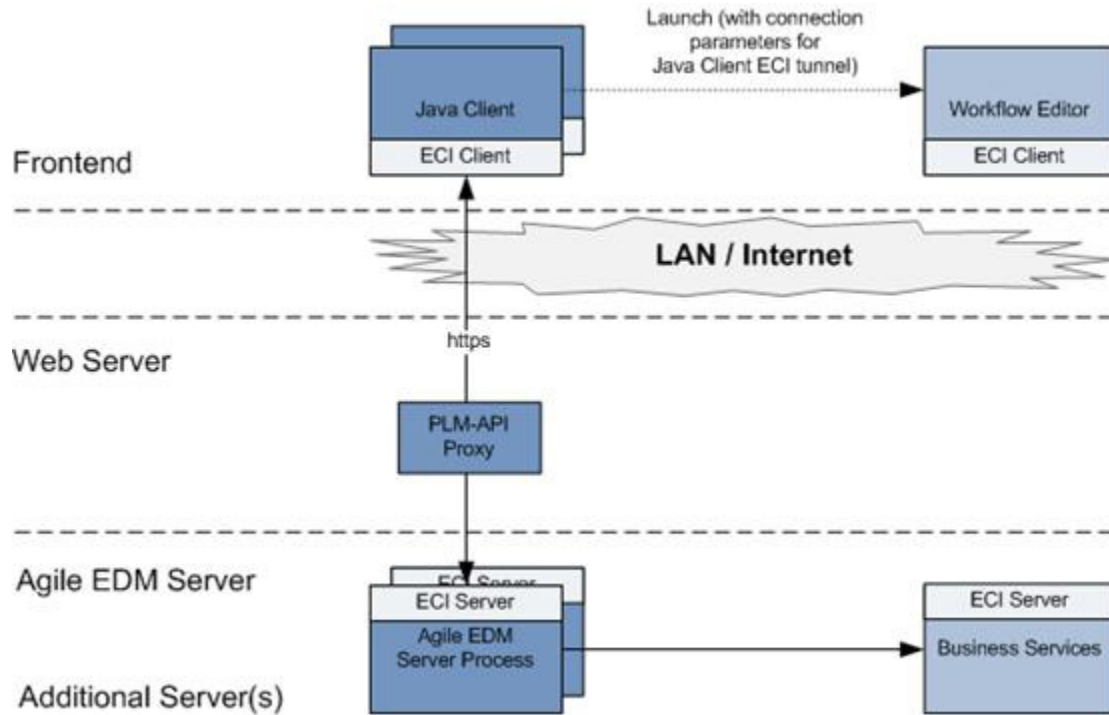 Launch (with connection
parameters for
Java Client ECI tunnel)
Java Client
ECI Client
Workflow Editor
ECI Client
Frontend
LAN / Internet
https
Web Server
PLM-API
Proxy
Agile EDM Server
ECI Server
ECI Server
Agile EDM
Server Process
ECI Server
Business Services
Additional Server(s)